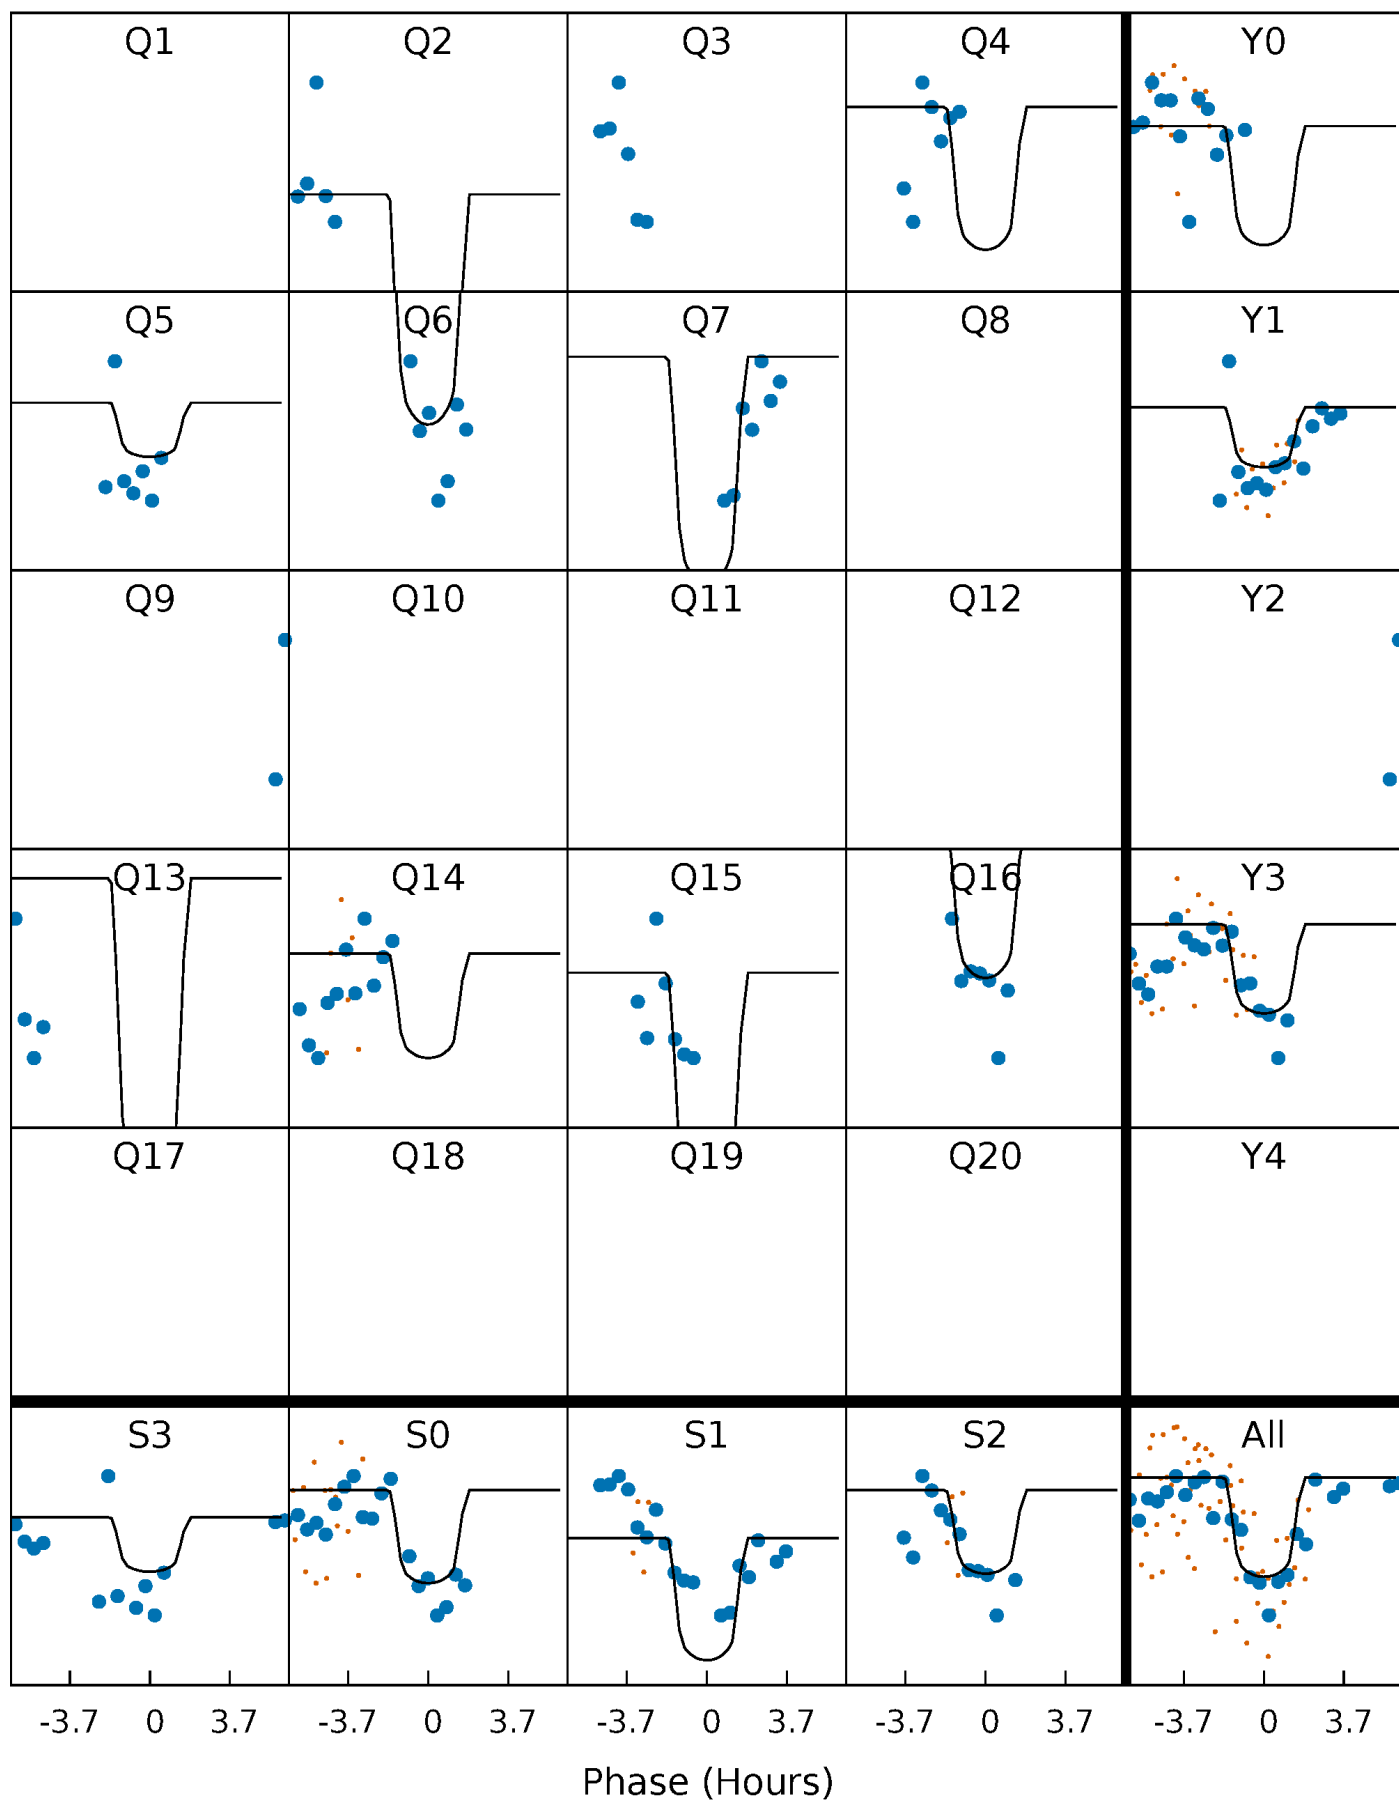 Q1 Q2 Q3 Q4 Y0
Q5 Q6 Q7 Q8 Y1
Q9 Q10 Q11 Q12 Y2
Q13 Q14 Q15 Q16 Y3
Q17 Q18 Q19 Q20 Y4
S3 S0 S1 S2 All
-3.7 0 3.7 -3.7 0 3.7 -3.7 0 3.7 -3.7 0 3.7 -3.7 0 3.7
Phase (Hours)